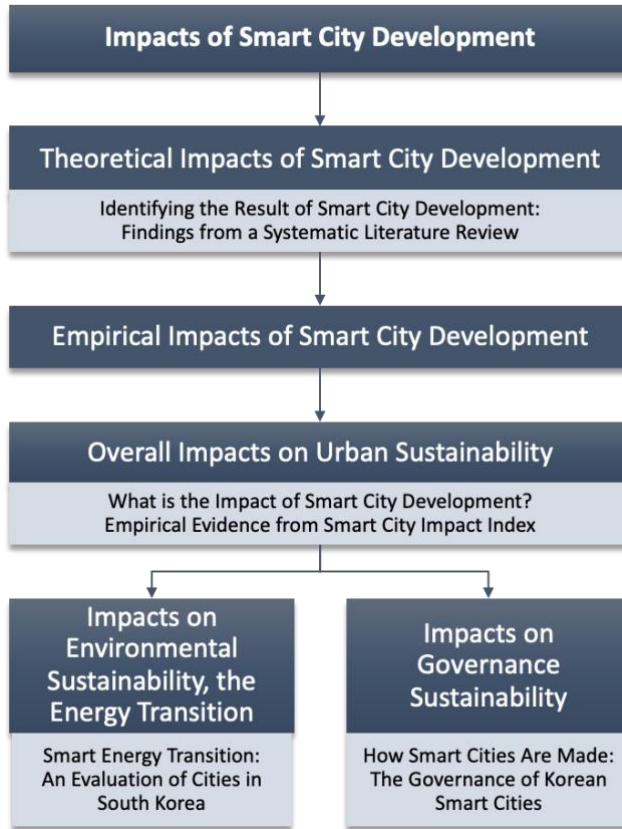 Impacts of Smart City Development
Theoretical Impacts of Smart City Development
Identifying the Result of Smart City Development:
Findings from a Systematic Literature Review
Empirical Impacts of Smart City Development
Overall Impacts on Urban Sustainability
What is the Impact of Smart City Development?
Empirical Evidence from Smart City Impact Index
Impacts on
Environmental
Sustainability, the
Energy Transition
Smart Energy Transition:
An Evaluation of Cities in
South Korea
Impacts on
Governance
Sustainability
How Smart Cities Are Made:
The Governance of Korean
Smart Cities